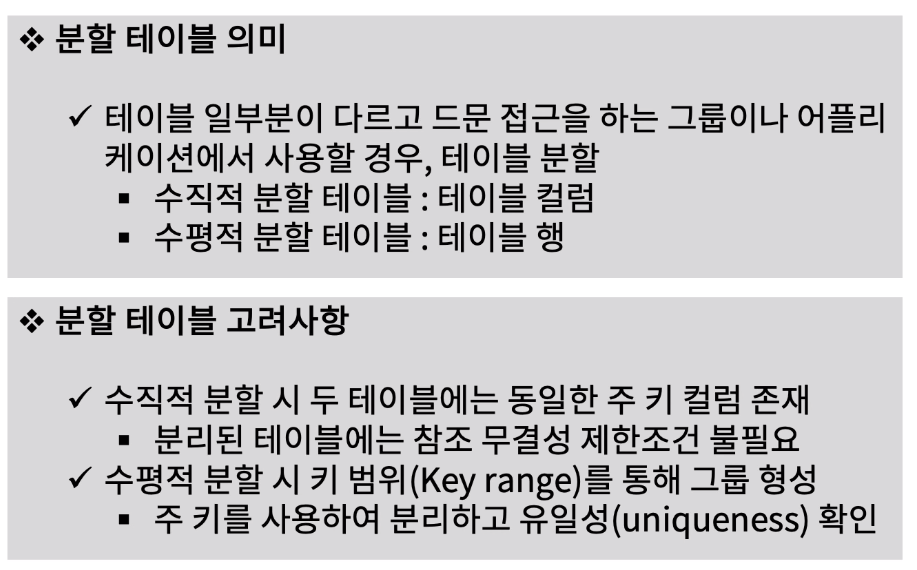 ❖ 분할 테이블 의미
✓ 테이블 일부분이 다르고 드문 접근을 하는 그룹이나 어플리
케이션에서 사용할 경우, 테이블 분할
▪ 수직적 분할 테이블 : 테이블 컬럼
▪ 수평적 분할 테이블 : 테이블 행
❖ 분할 테이블 고려사항
✓ 수직적 분할 시 두 테이블에는 동일한 주 키 컬럼 존재
▪ 분리된 테이블에는 참조 무결성 제한조건 불필요
✓ 수평적 분할 시 키 범위(Key range)를 통해 그룹 형성
▪ 주 키를 사용하여 분리하고 유일성(uniqueness) 확인